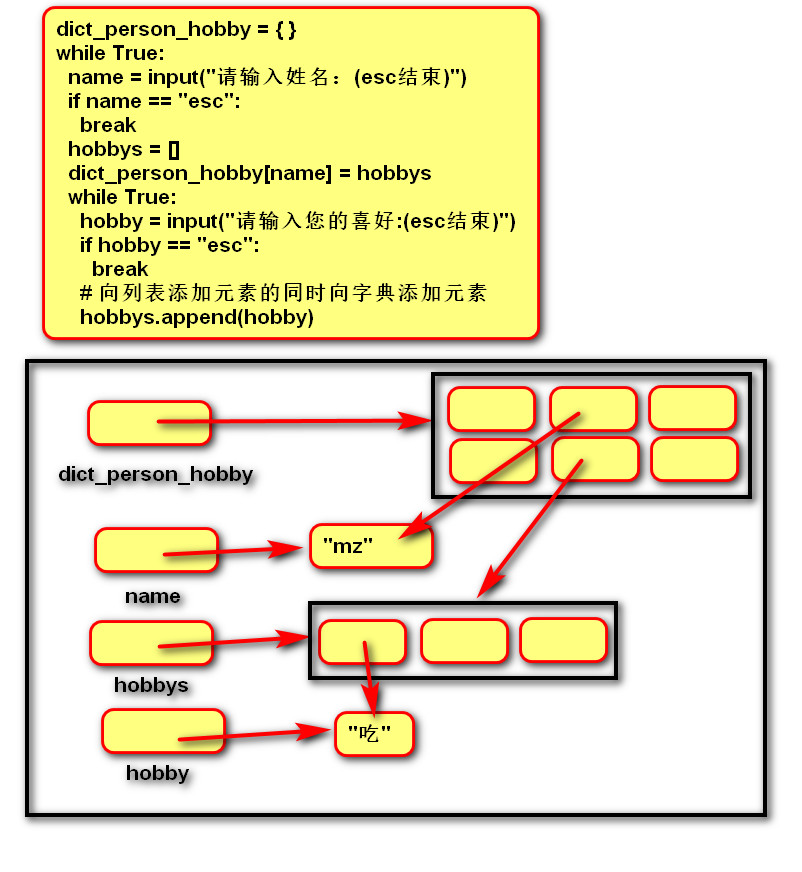 dict_person_hobby = { }
while True:
  name = input("请输入姓名：(esc结束)")
  if name == "esc":
    break
  hobbys = []
  dict_person_hobby[name] = hobbys
  while True:
    hobby = input("请输入您的喜好:(esc结束)")
    if hobby == "esc":
      break
    # 向列表添加元素的同时向字典添加元素
    hobbys.append(hobby)
dict_person_hobby
"mz"
name
hobbys
"吃"
hobby